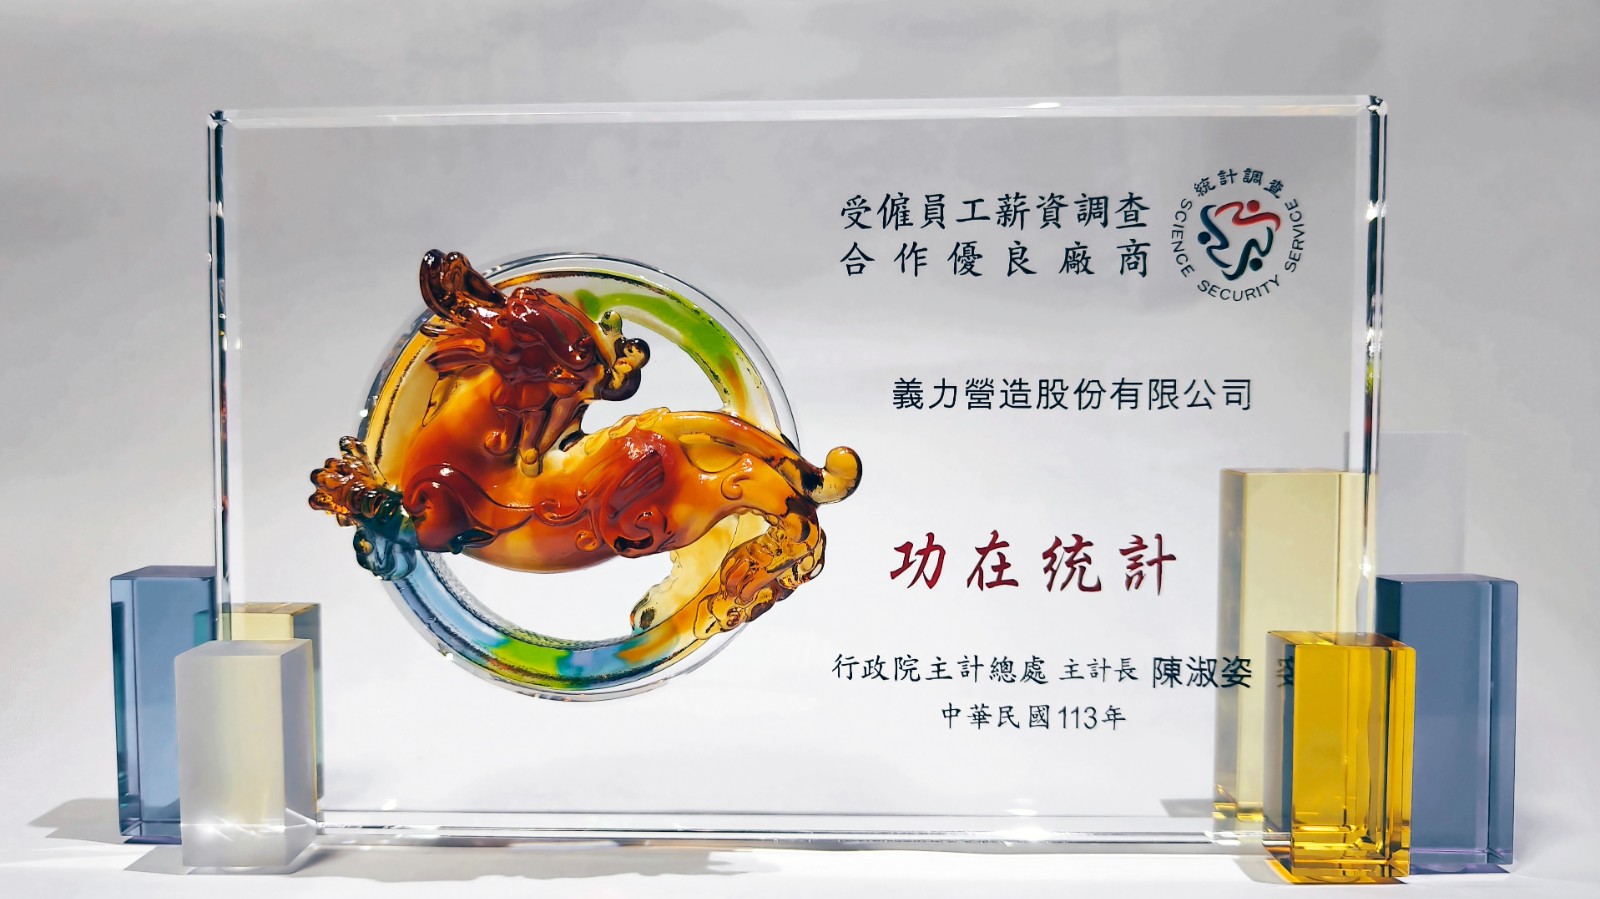 受僱員工薪資調查
合作優良廠商
統計調查
SCIENCE SECURITY SERVICE
義力營造股份有限公司
功在統計
行政院主計總處 主計長 陳淑姿
中華民國113年